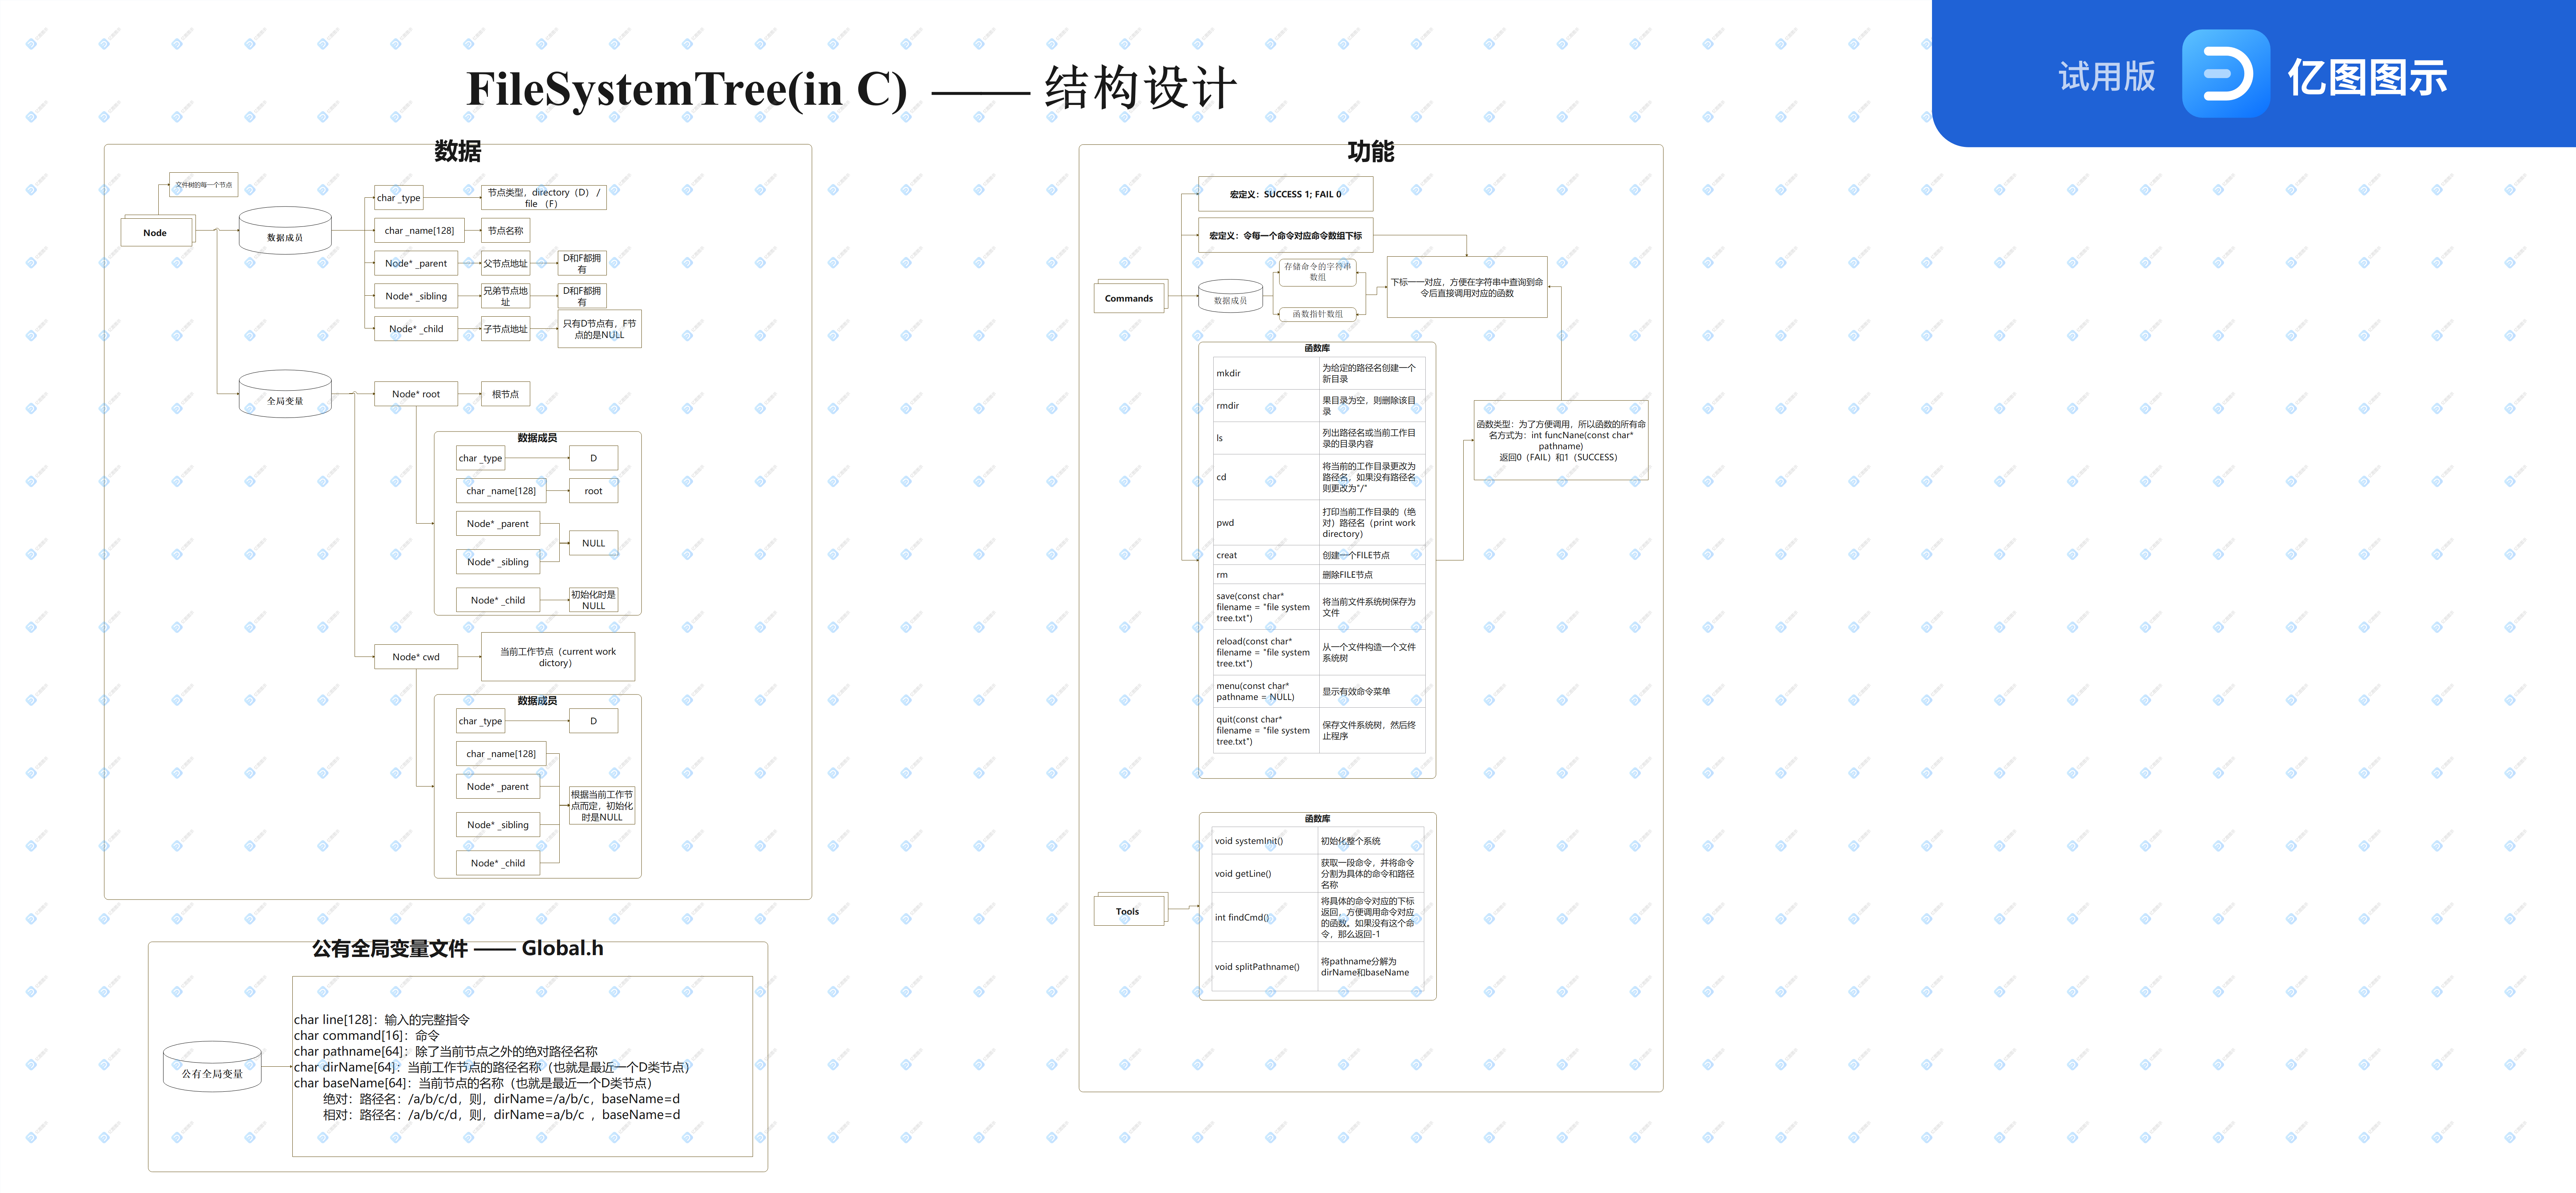 FileSystemTree(in C) —— 结构设计
试用版
亿图图示
数据
文件树的每一个节点
Node
数据成员
char _type
节点类型，directory（D） /
file （F）
char _name[128]
节点名称
Node* _parent
父节点地址
D和F都拥
有
Node* _sibling
兄弟节点地
址
D和F都拥
有
Node* _child
子节点地址
只有D节点有，F节
点的是NULL
全局变量
Node* root
根节点
数据成员
char _type
D
char _name[128]
root
Node* _parent
NULL
Node* _sibling
Node* _child
初始化时是
NULL
Node* cwd
当前工作节点（current work
dictory）
数据成员
char _type
D
char _name[128]
Node* _parent
根据当前工作节
点而定，初始化
时是NULL
Node* _sibling
Node* _child
公有全局变量文件 —— Global.h
公有全局变量
char line[128]：输入的完整指令
char command[16]：命令
char pathname[64]：除了当前节点之外的绝对路径名称
char dirName[64]：当前工作节点的路径名称（也就是最近一个D类节点）
char baseName[64]：当前节点的名称（也就是最近一个D类节点）
绝对：路径名：/a/b/c/d，则，dirName=/a/b/c，baseName=d
相对：路径名：/a/b/c/d，则，dirName=a/b/c ，baseName=d
功能
宏定义：SUCCESS 1; FAIL 0
宏定义：令每一个命令对应命令数组下标
Commands
数据成员
存储命令的字符串
数组
函数指针数组
下标一一对应，方便在字符串中查询到命
令后直接调用对应的函数
函数库
mkdir
为给定的路径名创建一个
新目录
rmdir
果目录为空，则删除该目
录
ls
列出路径名或当前工作目
录的目录内容
cd
将当前的工作目录更改为
路径名，如果没有路径名
则更改为"/"
pwd
打印当前工作目录的（绝
对）路径名（print work
directory）
creat
创建一个FILE节点
rm
删除FILE节点
save(const char*
filename = "file system
tree.txt")
将当前文件系统树保存为
文件
reload(const char*
filename = "file system
tree.txt")
从一个文件构造一个文件
系统树
menu(const char*
pathname = NULL)
显示有效命令菜单
quit(const char*
filename = "file system
tree.txt")
保存文件系统树，然后终
止程序
函数类型：为了方便调用，所以函数的所有命
名方式为：int funcNane(const char*
pathname)
返回0（FAIL）和1（SUCCESS）
Tools
函数库
void systemInit()
初始化整个系统
void getLine()
获取一段命令，并将命令
分割为具体的命令和路径
名称
int findCmd()
将具体的命令对应的下标
返回，方便调用命令对应
的函数。如果没有这个命
令，那么返回-1
void splitPathname()
将pathname分解为
dirName和baseName